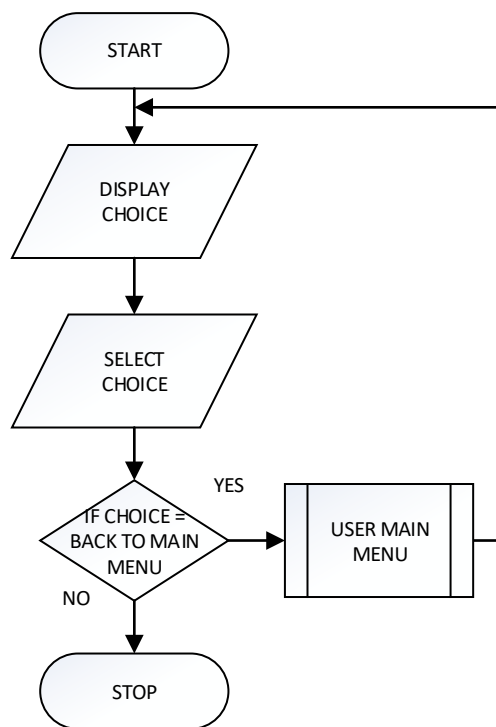 START
DISPLAY
CHOICE
SELECT
CHOICE
YES
IF CHOICE =
BACK TO MAIN
MENU
USER MAIN
MENU
NO
STOP